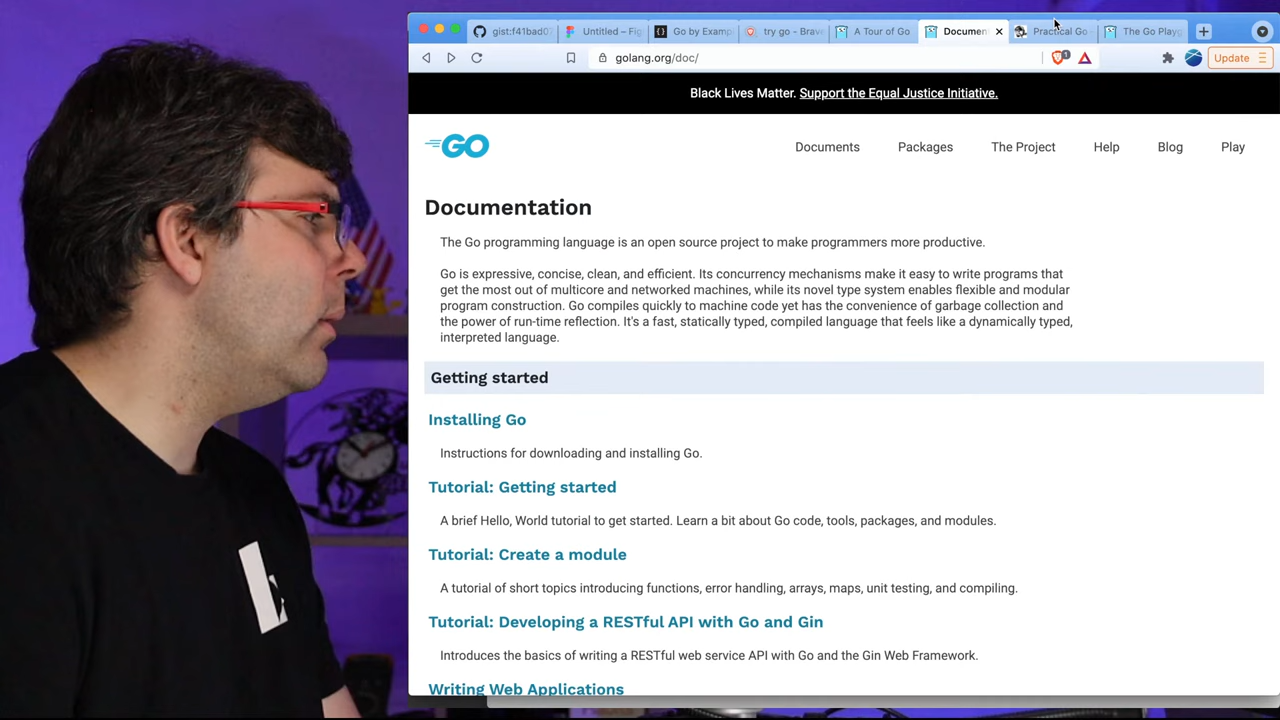 gist:f41bad0
Untitled – Fig
Go by Examp
try go - Brave
A Tour of Go
Documen
Practical Go
The Go Playg
golang.org/doc/
1
Update
Black Lives Matter. Support the Equal Justice Initiative.
GO
Documents
Packages
The Project
Help
Blog
Play
Documentation
The Go programming language is an open source project to make programmers more productive.
Go is expressive, concise, clean, and efficient. Its concurrency mechanisms make it easy to write programs that
get the most out of multicore and networked machines, while its novel type system enables flexible and modular
program construction. Go compiles quickly to machine code yet has the convenience of garbage collection and
the power of run-time reflection. It's a fast, statically typed, compiled language that feels like a dynamically typed,
interpreted language.
Getting started
Installing Go
Instructions for downloading and installing Go.
Tutorial: Getting started
A brief Hello, World tutorial to get started. Learn a bit about Go code, tools, packages, and modules.
Tutorial: Create a module
A tutorial of short topics introducing functions, error handling, arrays, maps, unit testing, and compiling.
Tutorial: Developing a RESTful API with Go and Gin
Introduces the basics of writing a RESTful web service API with Go and the Gin Web Framework.
Writing Web Applications